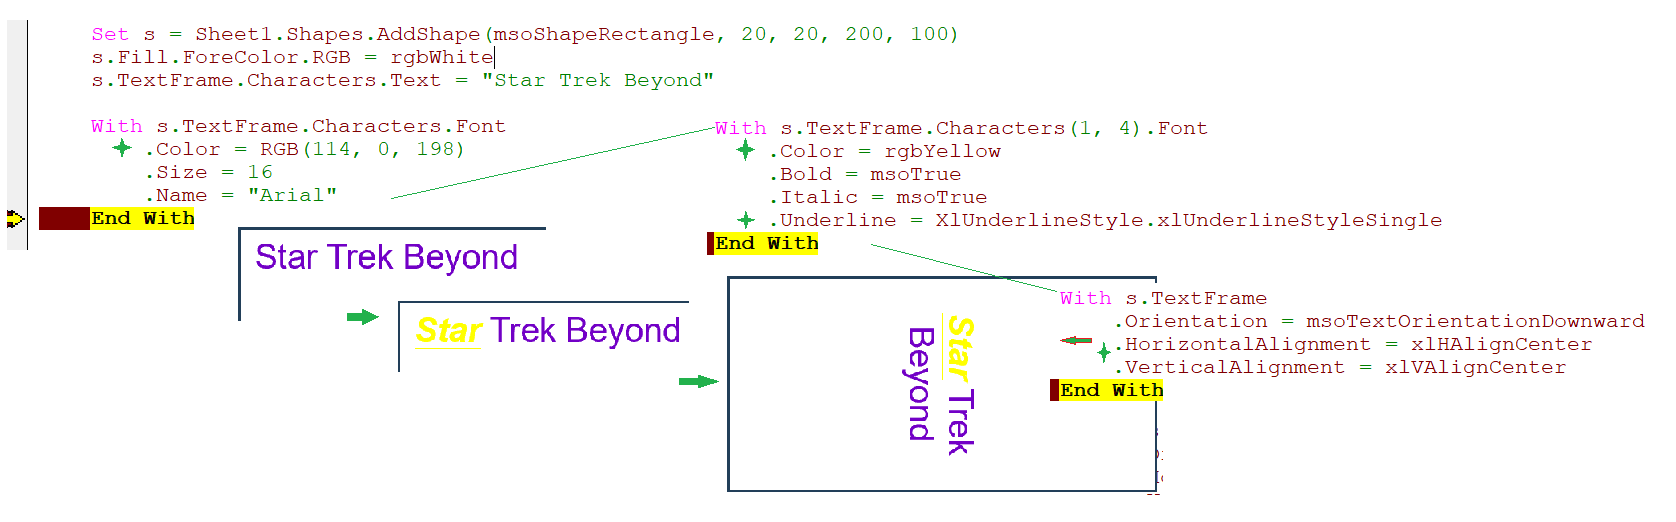 Set s = Sheet1.Shapes.AddShape(msoShapeRectangle, 20, 20, 200, 100)
s.Fill.ForeColor.RGB = rgbWhite
s.TextFrame.Characters.Text = "Star Trek Beyond"
With s.TextFrame.Characters.Font
.Color = RGB(114, 0, 198)
.Size = 16
.Name = "Arial"
End With
With s.TextFrame.Characters(1, 4).Font
.Color = rgbYellow
.Bold = msoTrue
.Italic = msoTrue
.Underline = XlUnderlineStyle.xlUnderlineStyleSingle
End With
Star Trek Beyond
Star Trek Beyond
Star Trek
Beyond
With s.TextFrame
.Orientation = msoTextOrientationDownward
.HorizontalAlignment = xlHAlignCenter
.VerticalAlignment = xlVAlignCenter
End With